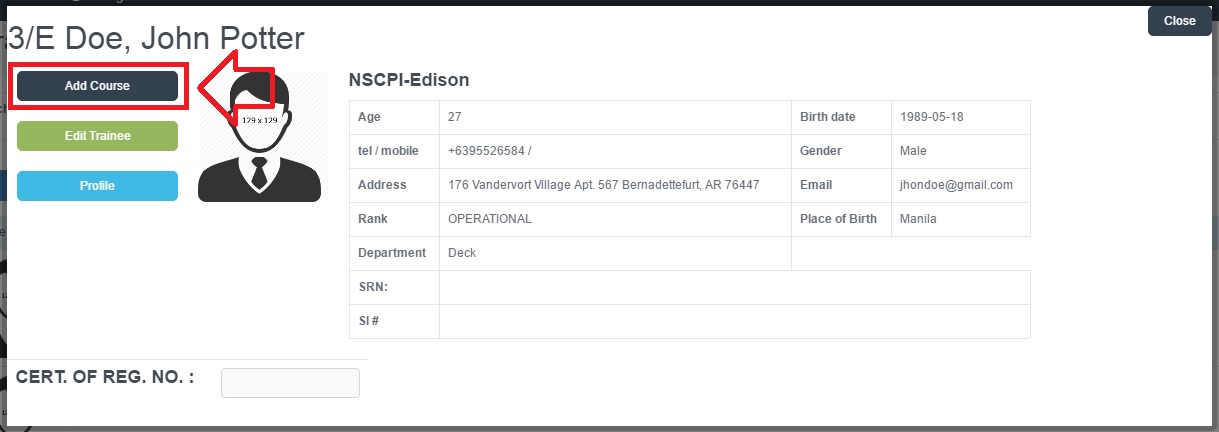 Close
3/E Doe, John Potter
Add Course
Edit Trainee
Profile
129 x 129
NSCPI-Edison
Age 27 Birth date 1989-05-18
tel / mobile +6395526584 / Gender Male
Address 176 Vandervort Village Apt. 567 Bernadettefurt, AR 76447 Email jhondoe@gmail.com
Rank OPERATIONAL Place of Birth Manila
Department Deck
SRN:
SI #
CERT. OF REG. NO. :